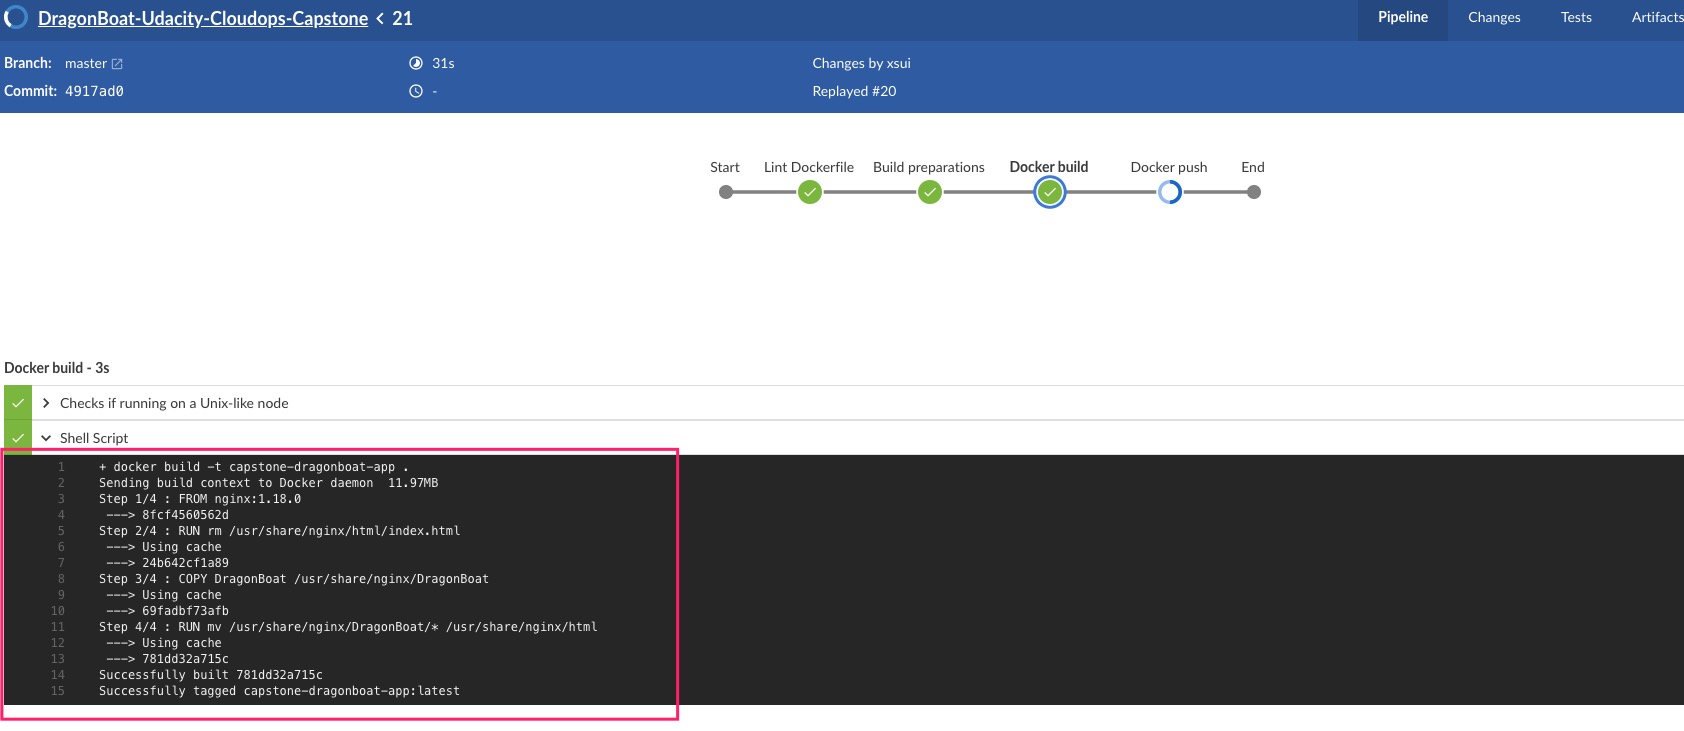 DragonBoat-Udacity-Cloudops-Capstone < 21
Pipeline Changes Tests Artifacts
Branch: master 31s Changes by xsui
Commit: 4917ad0 - Replayed #20
Start Lint Dockerfile Build preparations Docker build Docker push End
Docker build - 3s
Checks if running on a Unix-like node
Shell Script
1 + docker build -t capstone-dragonboat-app .
2 Sending build context to Docker daemon  11.97MB
3 Step 1/4 : FROM nginx:1.18.0
4 ---> 8fcf4560562d
5 Step 2/4 : RUN rm /usr/share/nginx/html/index.html
6 ---> Using cache
7 ---> 24b642cf1a89
8 Step 3/4 : COPY DragonBoat /usr/share/nginx/DragonBoat
9 ---> Using cache
10 ---> 69fadbf73afb
11 Step 4/4 : RUN mv /usr/share/nginx/DragonBoat/* /usr/share/nginx/html
12 ---> Using cache
13 ---> 781dd32a715c
14 Successfully built 781dd32a715c
15 Successfully tagged capstone-dragonboat-app:latest